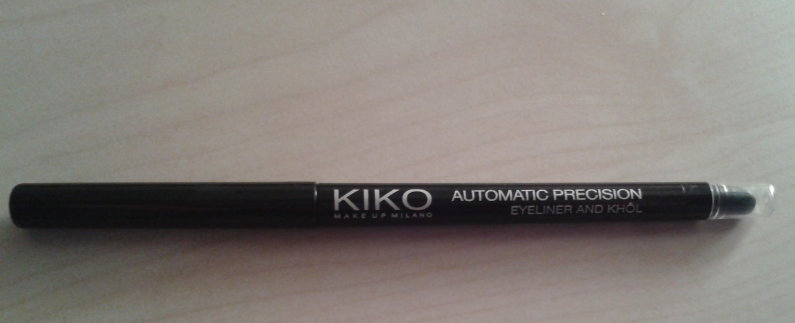 KIKO
MAKE UP MILANO
AUTOMATIC PRECISION
EYELINER AND KHÔL